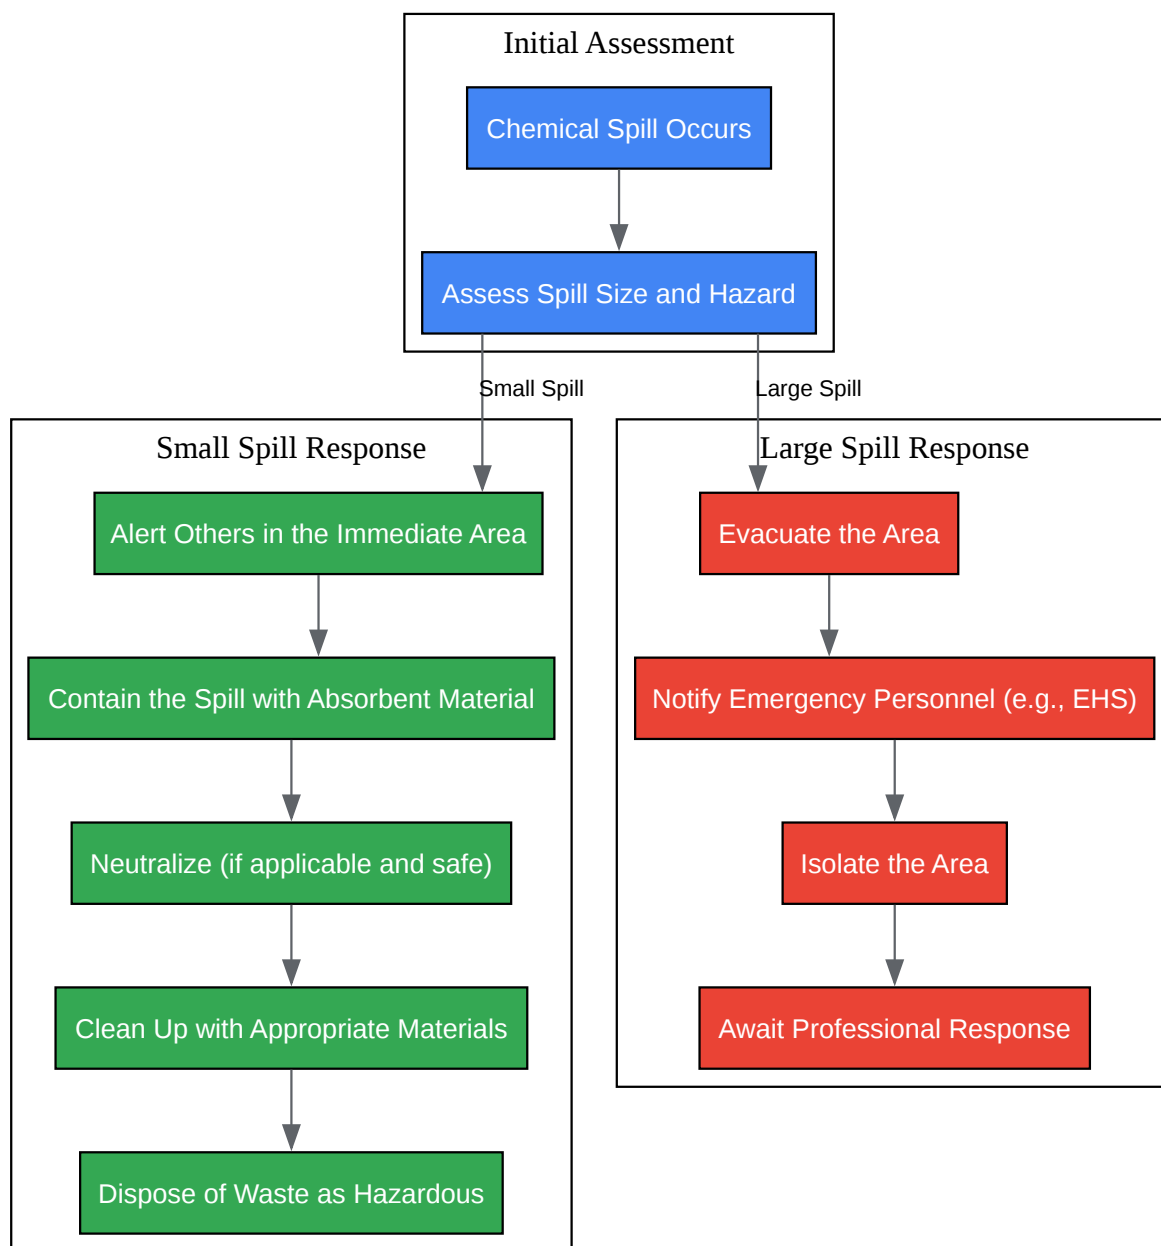 Initial Assessment
Chemical Spill Occurs
Assess Spill Size and Hazard
Small Spill
Large Spill
Small Spill Response
Alert Others in the Immediate Area
Contain the Spill with Absorbent Material
Neutralize (if applicable and safe)
Clean Up with Appropriate Materials
Dispose of Waste as Hazardous
Large Spill Response
Evacuate the Area
Notify Emergency Personnel (e.g., EHS)
Isolate the Area
Await Professional Response